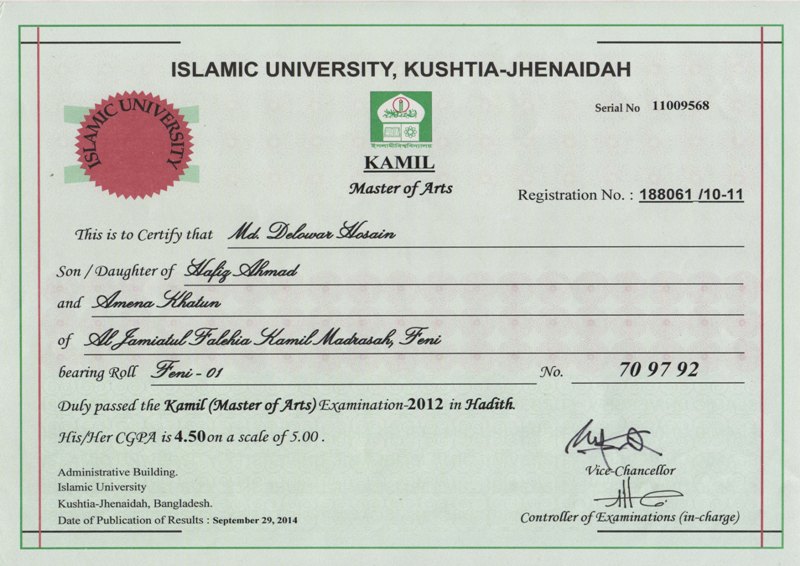 ISLAMIC UNIVERSITY, KUSHTIA-JHENAIDAH
Serial No 11009568
ISLAMIC UNIVERSITY
ইসলামী বিশ্ববিদ্যালয়
KAMIL
Master of Arts
Registration No. : 188061 /10-11
This is to Certify that Md. Delowar Hosain
Son / Daughter of Hafiz Ahmad
and Amena Khatun
of Al Jamiatul Falehia Kamil Madrasah, Feni
bearing Roll Feni - 01 No. 70 97 92
Duly passed the Kamil (Master of Arts) Examination-2012 in Hadith.
His/Her CGPA is 4.50 on a scale of 5.00 .
Administrative Building.
Islamic University
Kushtia-Jhenaidah, Bangladesh.
Date of Publication of Results : September 29, 2014
Vice-Chancellor
Controller of Examinations (in-charge)